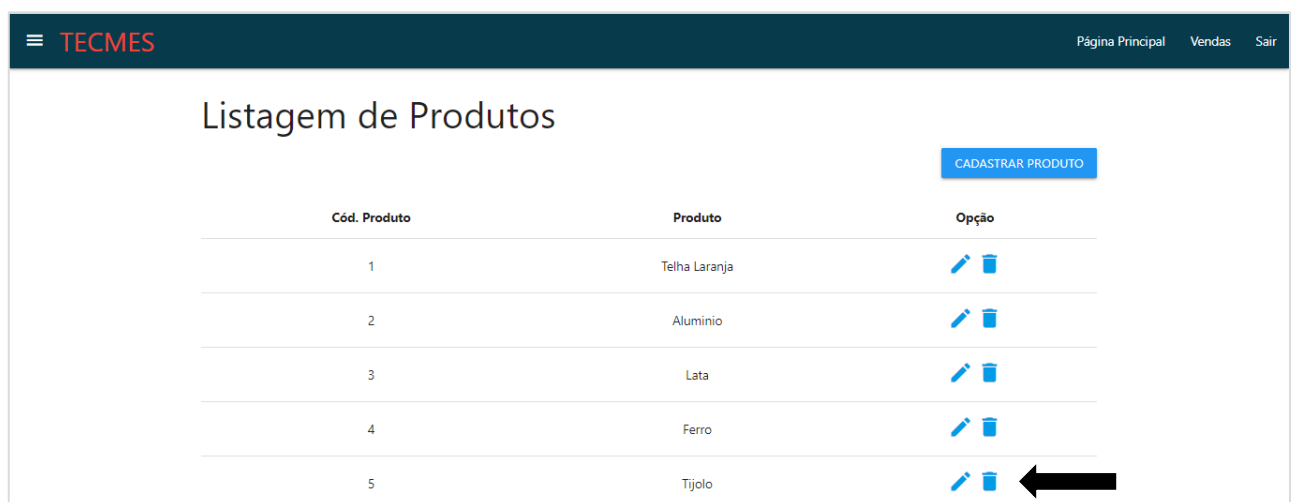 TECMES Página Principal Vendas Sair
Listagem de Produtos
CADASTRAR PRODUTO
Cód. Produto Produto Opção
1 Telha Laranja
2 Aluminio
3 Lata
4 Ferro
5 Tijolo